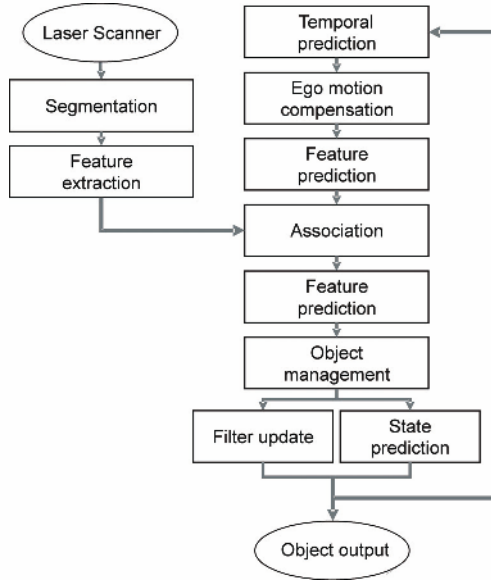 Laser Scanner
Segmentation
Feature
extraction
Temporal
prediction
Ego motion
compensation
Feature
prediction
Association
Feature
prediction
Object
management
Filter update
State
prediction
Object output